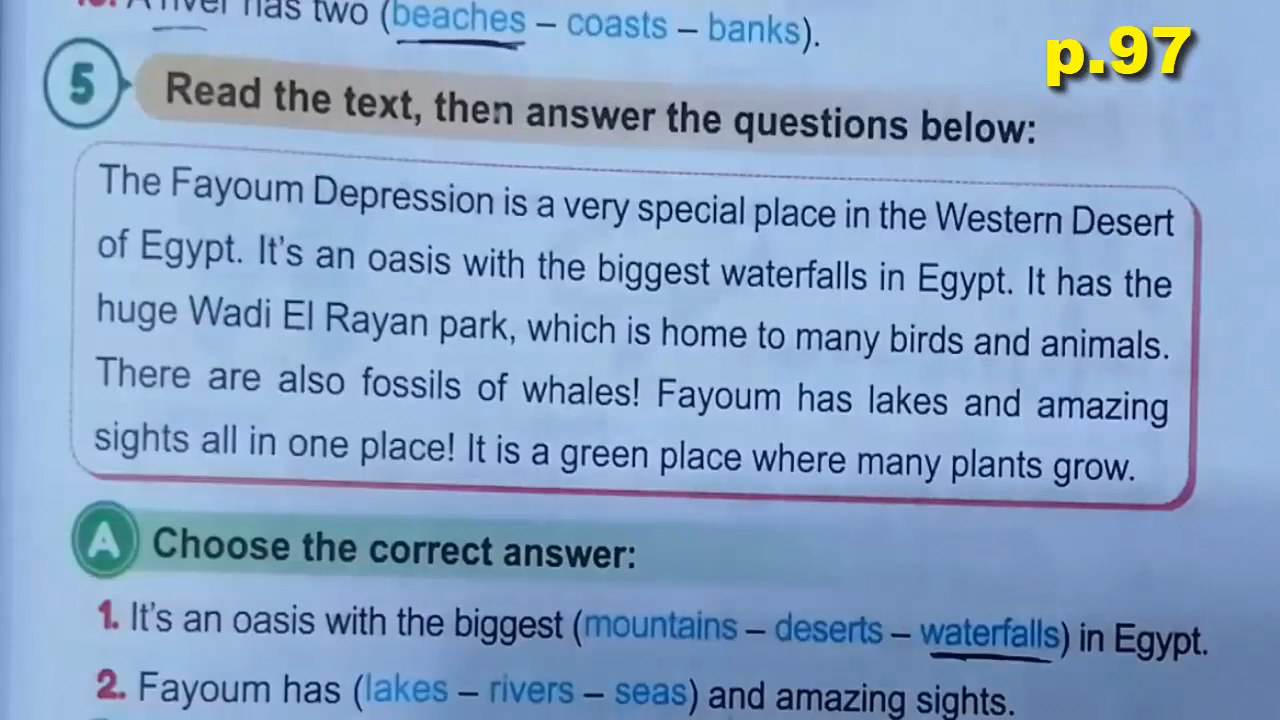 A river has two (beaches – coasts – banks).
p.97
5 Read the text, then answer the questions below:
The Fayoum Depression is a very special place in the Western Desert
of Egypt. It's an oasis with the biggest waterfalls in Egypt. It has the
huge Wadi El Rayan park, which is home to many birds and animals.
There are also fossils of whales! Fayoum has lakes and amazing
sights all in one place! It is a green place where many plants grow.
A Choose the correct answer:
1. It's an oasis with the biggest (mountains – deserts – waterfalls) in Egypt.
2. Fayoum has (lakes – rivers – seas) and amazing sights.